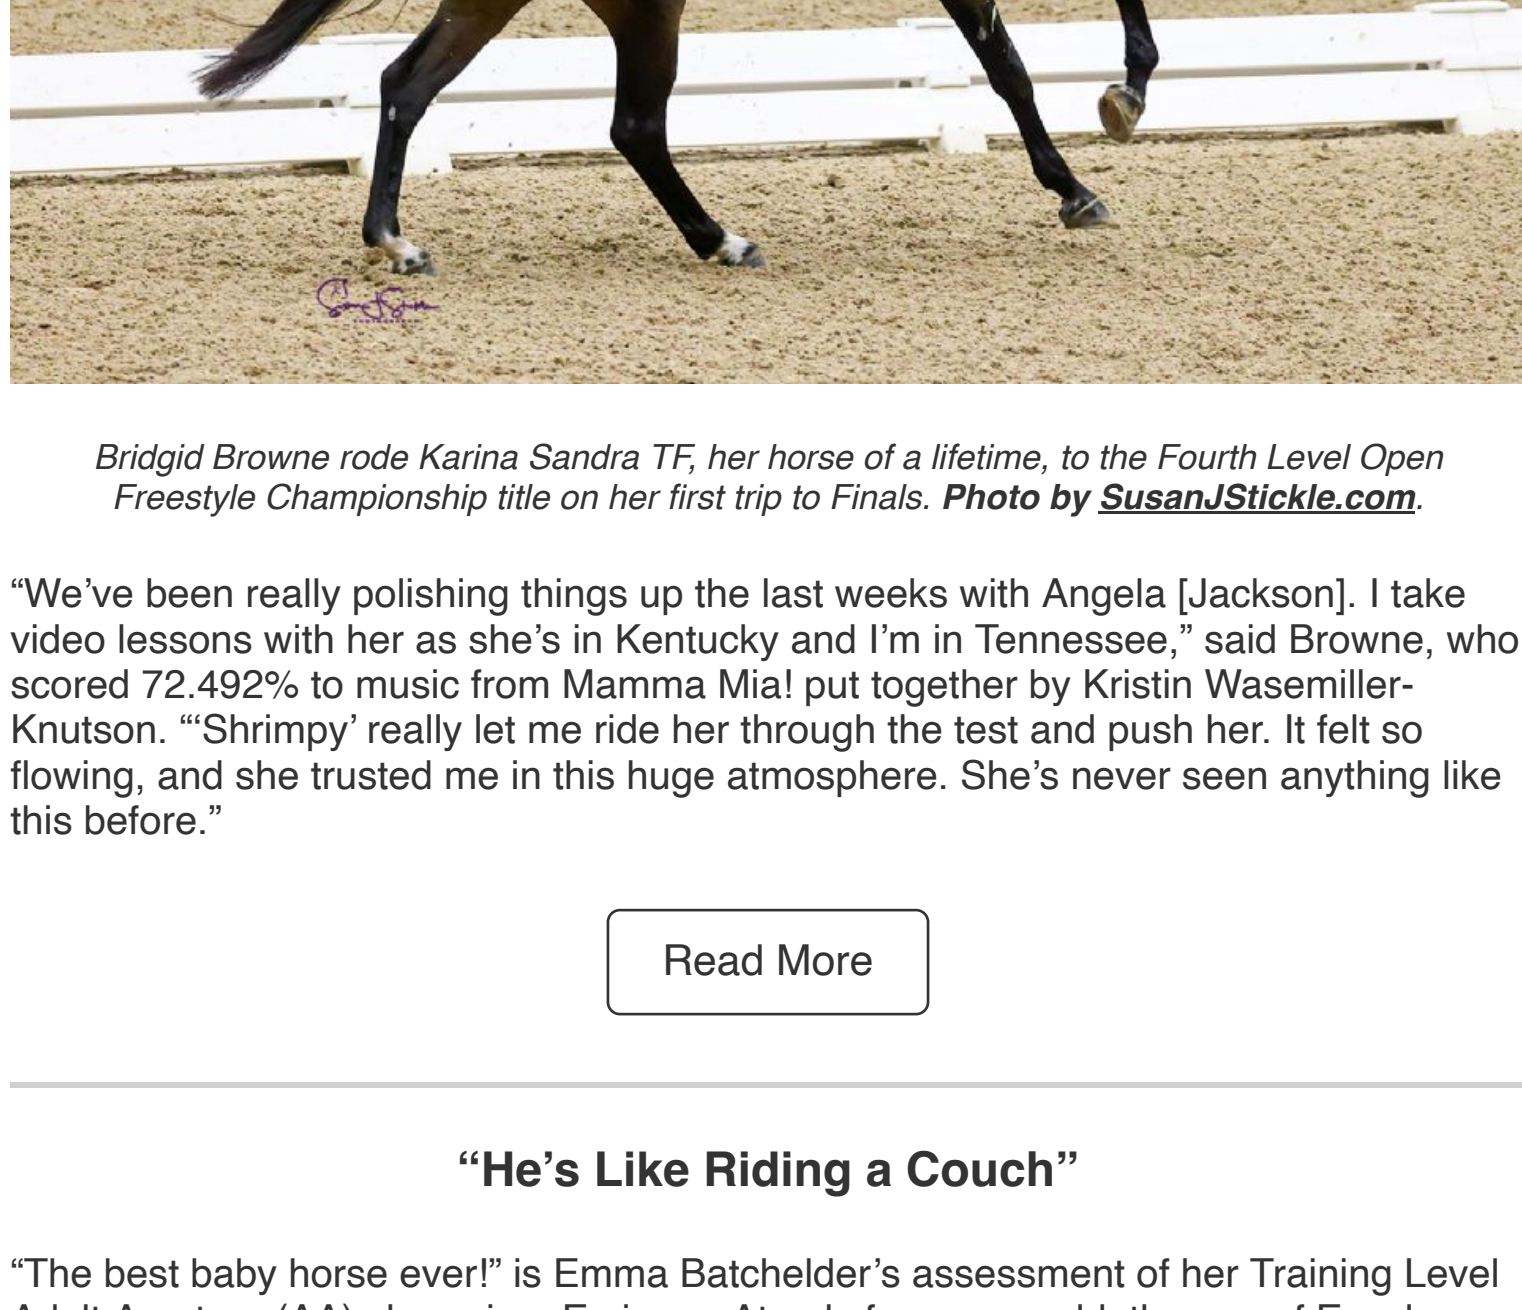 Bridgid Browne rode Karina Sandra TF, her horse of a lifetime, to the Fourth Level Open
Freestyle Championship title on her first trip to Finals. Photo by SusanJStickle.com.
“We’ve been really polishing things up the last weeks with Angela [Jackson]. I take
video lessons with her as she’s in Kentucky and I’m in Tennessee,” said Browne, who
scored 72.492% to music from Mamma Mia! put together by Kristin Wasemiller-
Knutson. “‘Shrimpy’ really let me ride her through the test and push her. It felt so
flowing, and she trusted me in this huge atmosphere. She’s never seen anything like
this before.”
Read More
“He’s Like Riding a Couch”
“The best baby horse ever!” is Emma Batchelder’s assessment of her Training Level